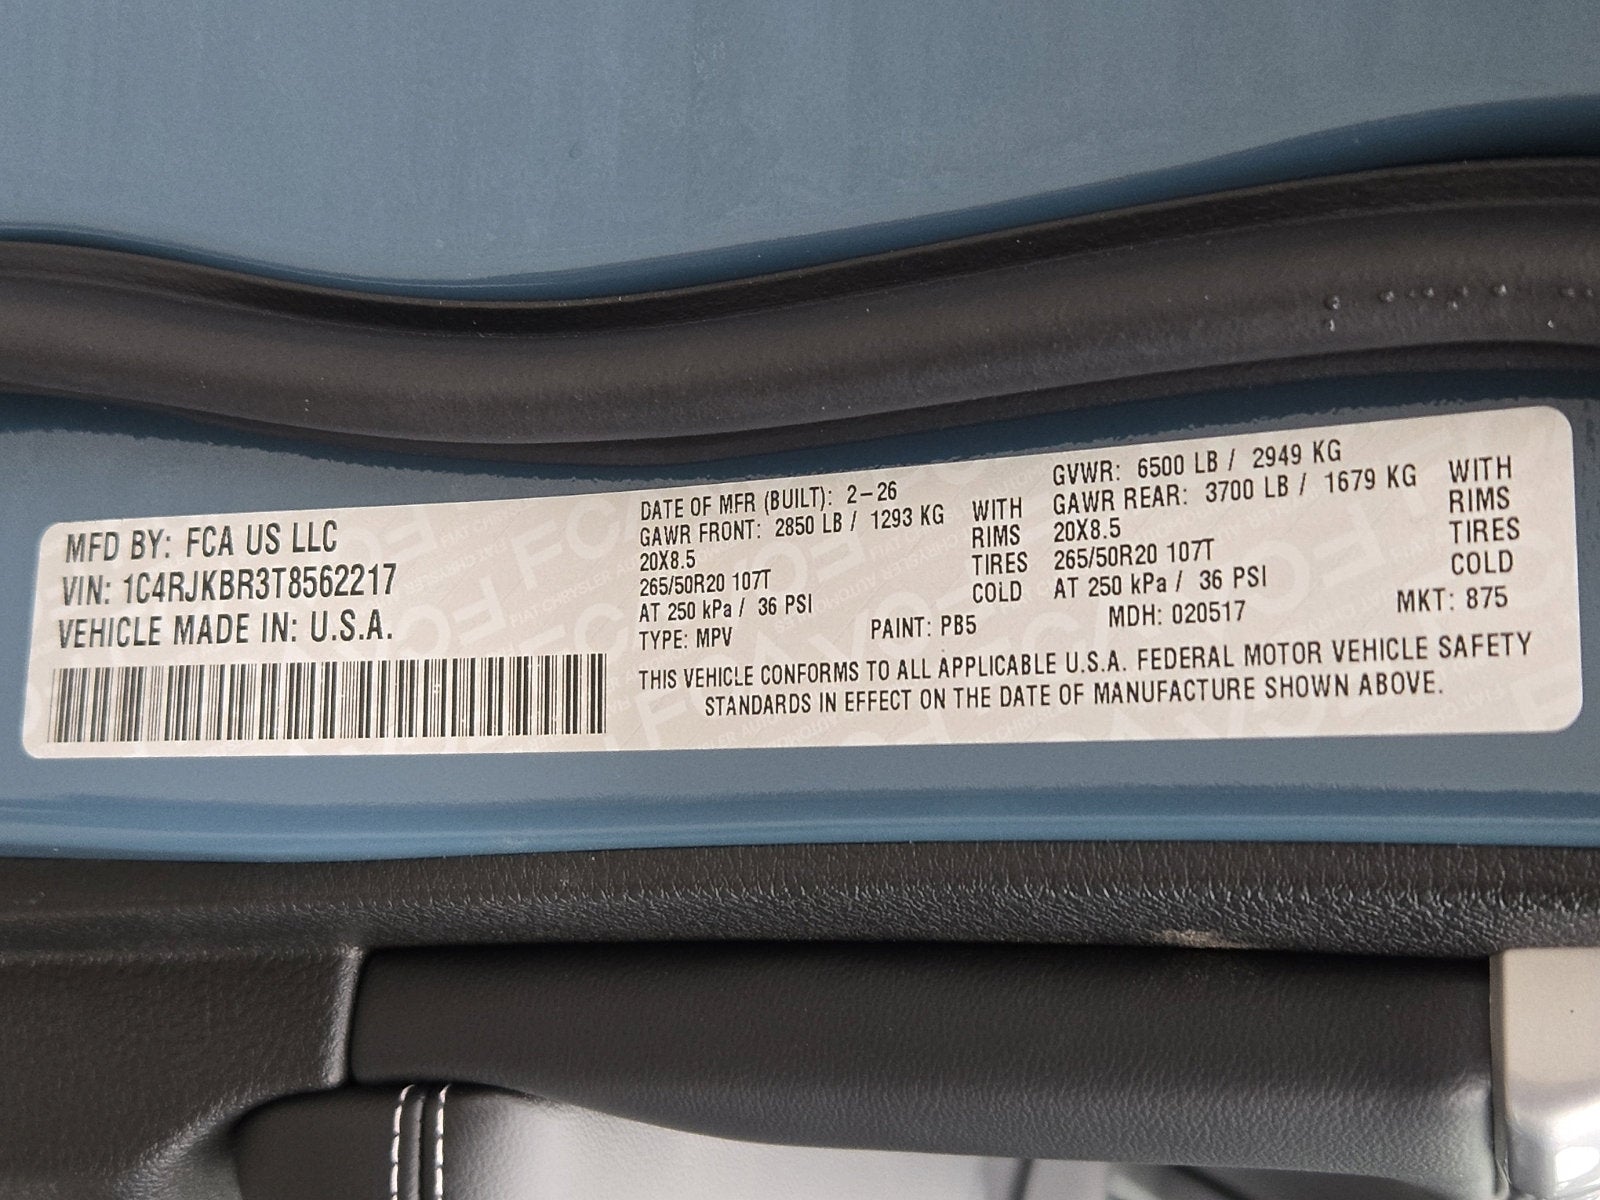 MFD BY: FCA US LLC
VIN: 1C4RJKBR3T8562217
VEHICLE MADE IN: U.S.A.
DATE OF MFR (BUILT): 2-26
GAWR FRONT: 2850 LB / 1293 KG WITH
20X8.5 RIMS
265/50R20 107T TIRES
AT 250 kPa / 36 PSI COLD
TYPE: MPV
GVWR: 6500 LB / 2949 KG
GAWR REAR: 3700 LB / 1679 KG WITH
20X8.5 RIMS
265/50R20 107T TIRES
AT 250 kPa / 36 PSI COLD
PAINT: PB5 MDH: 020517 MKT: 875
THIS VEHICLE CONFORMS TO ALL APPLICABLE U.S.A. FEDERAL MOTOR VEHICLE SAFETY
STANDARDS IN EFFECT ON THE DATE OF MANUFACTURE SHOWN ABOVE.